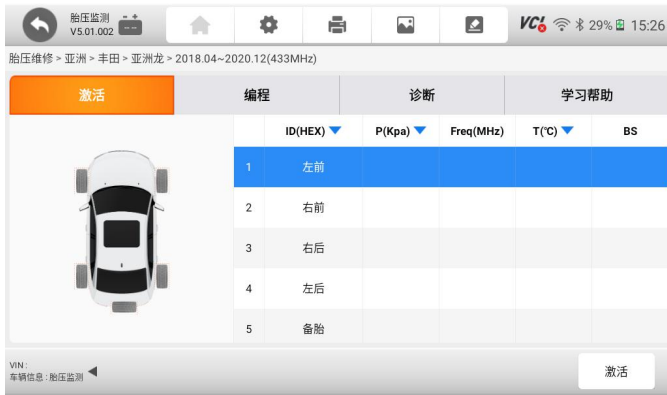 胎压监测
V5.01.002
VC
29%
15:26
胎压维修 > 亚洲 > 丰田 > 亚洲龙 > 2018.04~2020.12(433MHz)
激活 编程 诊断 学习帮助
ID(HEX) P(Kpa) Freq(MHz) T(℃) BS
1 左前
2 右前
3 右后
4 左后
5 备胎
VIN :
车辆信息 : 胎压监测
激活